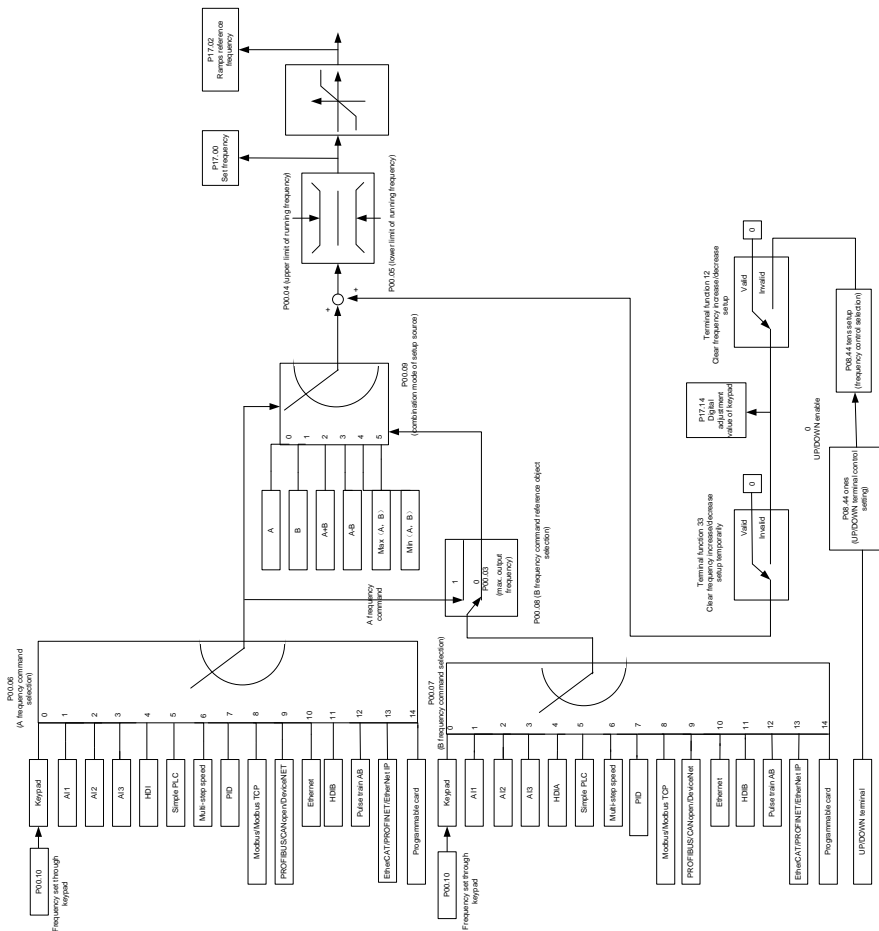 P00.06
(A frequency command
selection)
P00.10
Frequency set through
keypad
Keypad
0
AI1
1
AI2
2
AI3
3
HDI
4
Simple PLC
5
Multi-step speed
6
PID
7
Modbus/Modbus TCP
8
PROFIBUS/CANopen/DeviceNET
9
Ethernet
10
HDIB
11
Pulse train AB
12
EtherCAT/PROFINET/EtherNet IP
13
Programmable card
14
P00.07
(B frequency command selection)
P00.10
Frequency set through
keypad
Keypad
0
AI1
1
AI2
2
AI3
3
HDIA
4
Simple PLC
5
Multi-step speed
6
PID
7
Modbus/Modbus TCP
8
PROFIBUS/CANopen/DeviceNet
9
Ethernet
10
HDIB
11
Pulse train AB
12
EtherCAT/PROFINET/EtherNet IP
13
Programmable card
14
UP/DOWN terminal
A frequency
command
1
0
P00.03
(max. output
frequency)
P00.08 (B frequency command reference object
selection)
A
0
B
1
A+B
2
A-B
3
Max（A，B）
4
Min（A，B）
5
P00.09
(combination mode of setup source)
+
+
P00.04 (upper limit of running frequency)
P00.05 (lower limit of running frequency)
P17.00
Set frequency
P17.02
Ramps reference
frequency
Terminal function 33
Clear frequency increase/decrease
setup temporarily
Valid
Invalid
0
P17.14
Digital
adjustment
value of keypad
Terminal function 12
Clear frequency increase/decrease
setup
Valid
Invalid
0
P08.44 ones
(UP/DOWN terminal control
setting)
0
UP/DOWN enable
P08.44 tens setup
(frequency control selection)